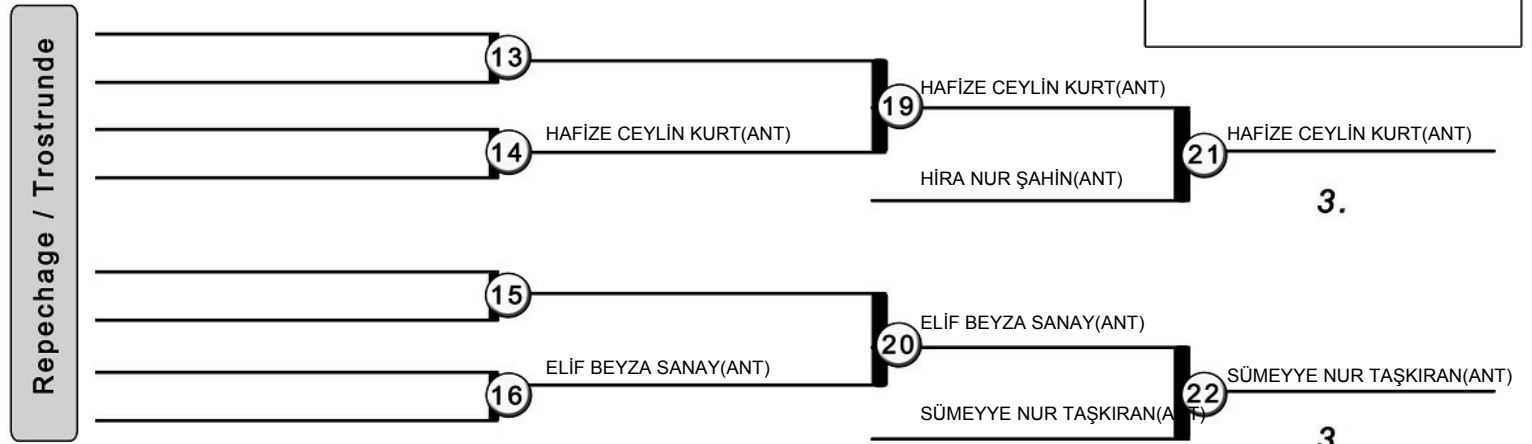 Repechage / Trostrunde
13
HAFİZE CEYLİN KURT(ANT)
19
14
HAFİZE CEYLİN KURT(ANT)
HAFİZE CEYLİN KURT(ANT)
21
HİRA NUR ŞAHİN(ANT)
3.
15
ELİF BEYZA SANAY(ANT)
20
ELİF BEYZA SANAY(ANT)
16
SÜMEYYE NUR TAŞKIRAN(ANT)
22
SÜMEYYE NUR TAŞKIRAN(ANT)
3